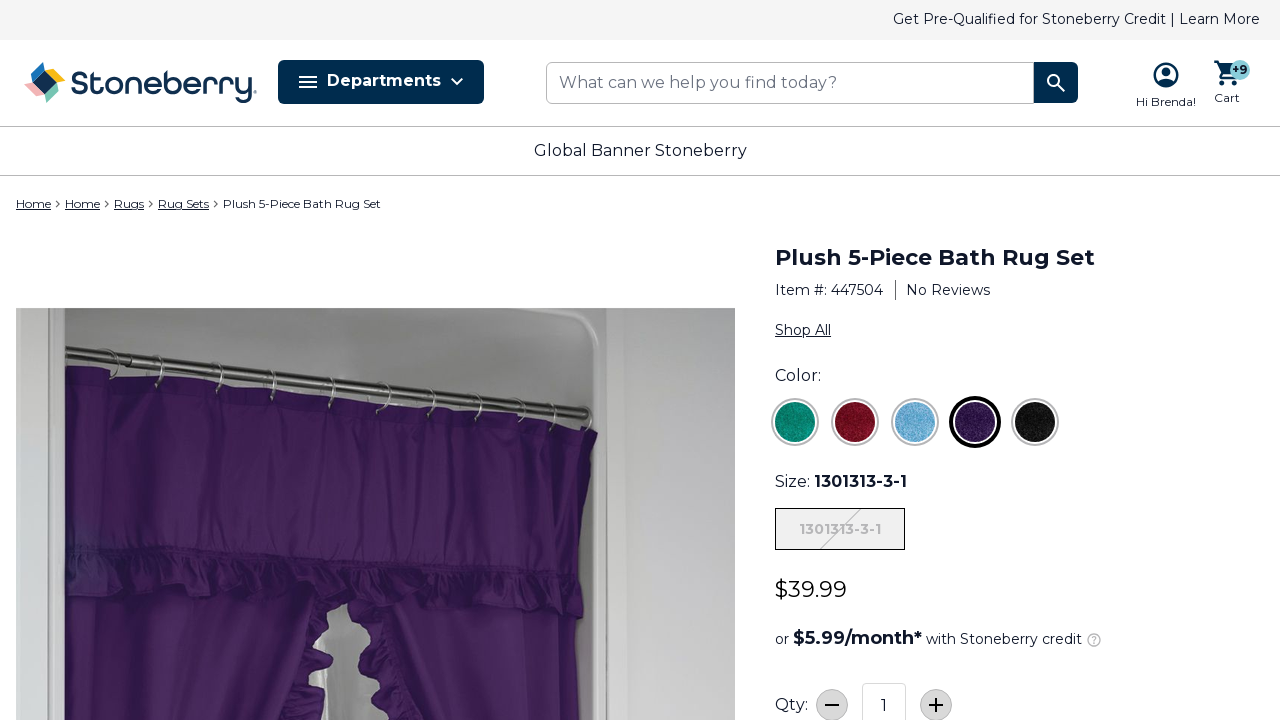 Get Pre-Qualified for Stoneberry Credit | Learn More
Stoneberry
Departments
What can we help you find today?
Hi Brenda!
+9
Cart
Global Banner Stoneberry
Home > Home > Rugs > Rug Sets > Plush 5-Piece Bath Rug Set
Plush 5-Piece Bath Rug Set
Item #: 447504 | No Reviews
Shop All
Color:
Size: 1301313-3-1
1301313-3-1
$39.99
or $5.99/month* with Stoneberry credit
Qty: 1